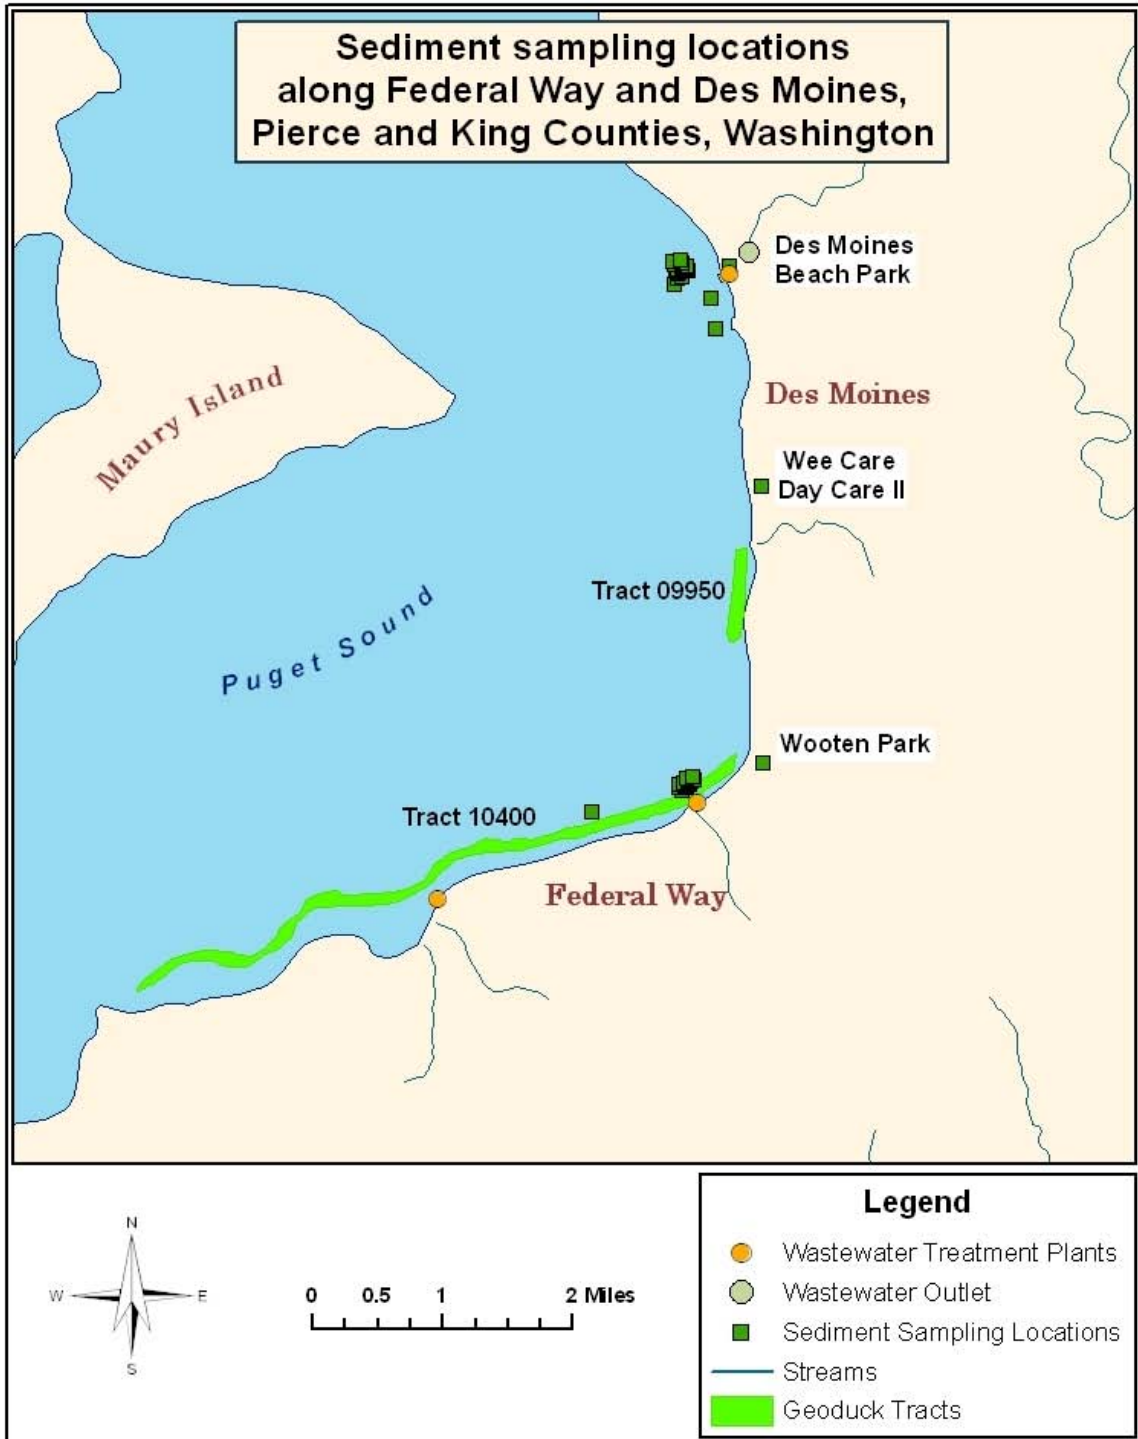 Sediment sampling locations
along Federal Way and Des Moines,
Pierce and King Counties, Washington
Des Moines
Beach Park
Maury Island
Des Moines
Wee Care
Day Care II
Tract 09950
Puget Sound
Wooten Park
Tract 10400
Federal Way
N
W
E
S
0 0.5 1 2 Miles
Legend
Wastewater Treatment Plants
Wastewater Outlet
Sediment Sampling Locations
Streams
Geoduck Tracts